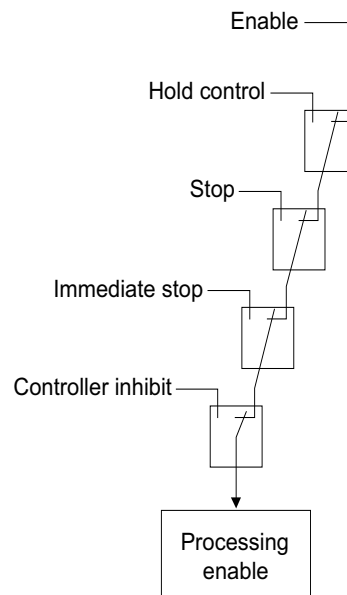 Enable
Hold control
Stop
Immediate stop
Controller inhibit
Processing
enable